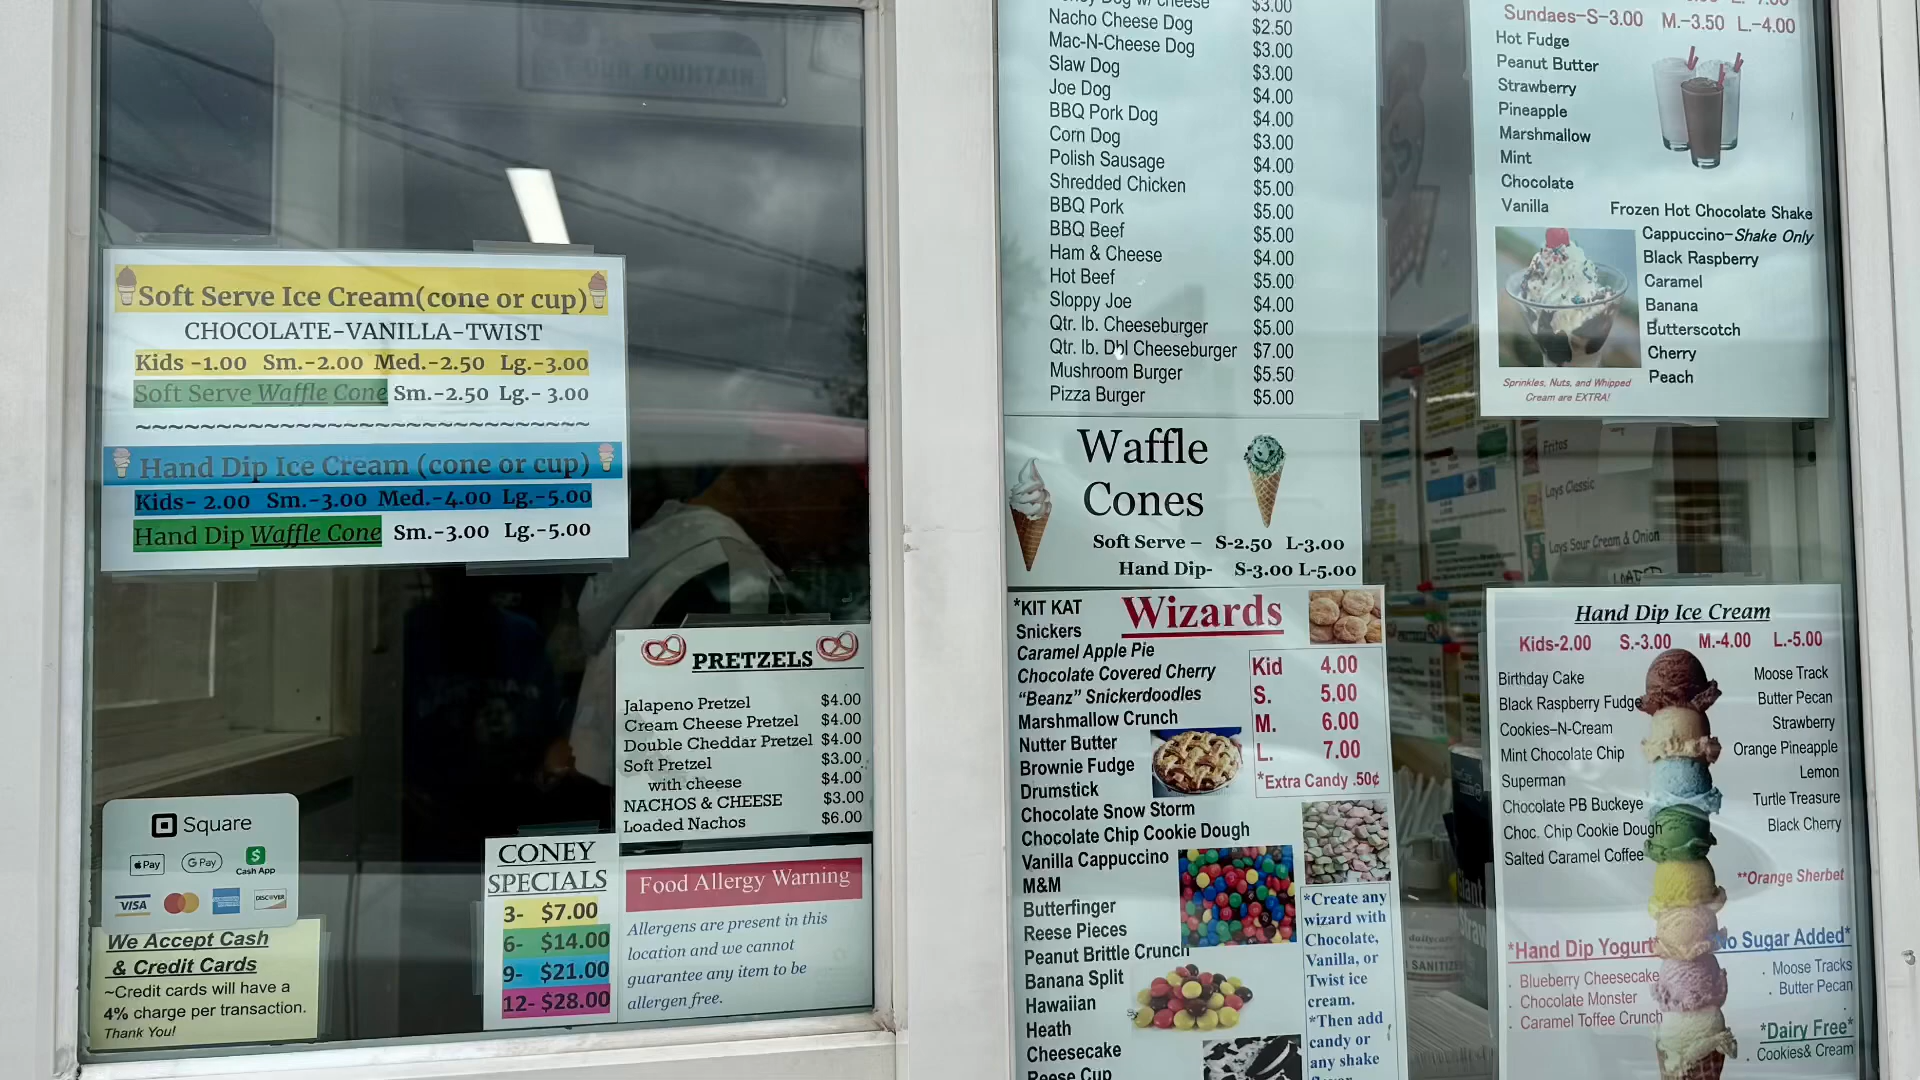 Soft Serve Ice Cream(cone or cup)
CHOCOLATE-VANILLA-TWIST
Kids -1.00 Sm.-2.00 Med.-2.50 Lg.-3.00
Soft Serve Waffle Cone Sm.-2.50 Lg.- 3.00
~~~~~~~~~~~~~~~~~~~~~~~~~~~~~
Hand Dip Ice Cream (cone or cup)
Kids- 2.00 Sm.-3.00 Med.-4.00 Lg.-5.00
Hand Dip Waffle Cone Sm.-3.00 Lg.-5.00
Square
Pay
G Pay
Cash App
VISA
DISCOVER
We Accept Cash
& Credit Cards
~Credit cards will have a
4% charge per transaction.
Thank You!
CONEY
SPECIALS
3- $7.00
6- $14.00
9- $21.00
12- $28.00
PRETZELS
Jalapeno Pretzel $4.00
Cream Cheese Pretzel $4.00
Double Cheddar Pretzel $4.00
Soft Pretzel $3.00
with cheese $4.00
NACHOS & CHEESE $3.00
Loaded Nachos $6.00
Food Allergy Warning
Allergens are present in this
location and we cannot
guarantee any item to be
allergen free.
Dog w/ cheese $3.00
Nacho Cheese Dog $2.50
Mac-N-Cheese Dog $3.00
Slaw Dog $3.00
Joe Dog $4.00
BBQ Pork Dog $4.00
Corn Dog $3.00
Polish Sausage $4.00
Shredded Chicken $5.00
BBQ Pork $5.00
BBQ Beef $5.00
Ham & Cheese $4.00
Hot Beef $5.00
Sloppy Joe $4.00
Qtr. lb. Cheeseburger $5.00
Qtr. lb. Dbl Cheeseburger $7.00
Mushroom Burger $5.50
Pizza Burger $5.00
Waffle
Cones
Soft Serve – S-2.50 L-3.00
Hand Dip- S-3.00 L-5.00
Wizards
*KIT KAT
Snickers
Caramel Apple Pie
Chocolate Covered Cherry
"Beanz" Snickerdoodles
Marshmallow Crunch
Nutter Butter
Brownie Fudge
Drumstick
Chocolate Snow Storm
Chocolate Chip Cookie Dough
Vanilla Cappuccino
M&M
Butterfinger
Reese Pieces
Peanut Brittle Crunch
Banana Split
Hawaiian
Heath
Cheesecake
Reese Cup
Kid 4.00
S. 5.00
M. 6.00
L. 7.00
*Extra Candy .50¢
*Create any
wizard with
Chocolate,
Vanilla, or
Twist ice
cream.
*Then add
candy or
any shake
Sundaes-S-3.00 M.-3.50 L.-4.00
Hot Fudge
Peanut Butter
Strawberry
Pineapple
Marshmallow
Mint
Chocolate
Vanilla
Frozen Hot Chocolate Shake
Cappuccino-Shake Only
Black Raspberry
Caramel
Banana
Butterscotch
Cherry
Peach
Sprinkles, Nuts, and Whipped
Cream are EXTRA!
Fritos
Lays Classic
Lays Sour Cream & Onion
Hand Dip Ice Cream
Kids-2.00 S.-3.00 M.-4.00 L.-5.00
Birthday Cake
Black Raspberry Fudge
Cookies-N-Cream
Mint Chocolate Chip
Superman
Chocolate PB Buckeye
Choc. Chip Cookie Dough
Salted Caramel Coffee
Moose Track
Butter Pecan
Strawberry
Orange Pineapple
Lemon
Turtle Treasure
Black Cherry
**Orange Sherbet
*Hand Dip Yogurt*
. Blueberry Cheesecake
. Chocolate Monster
. Caramel Toffee Crunch
No Sugar Added*
. Moose Tracks
. Butter Pecan
*Dairy Free*
. Cookies& Cream